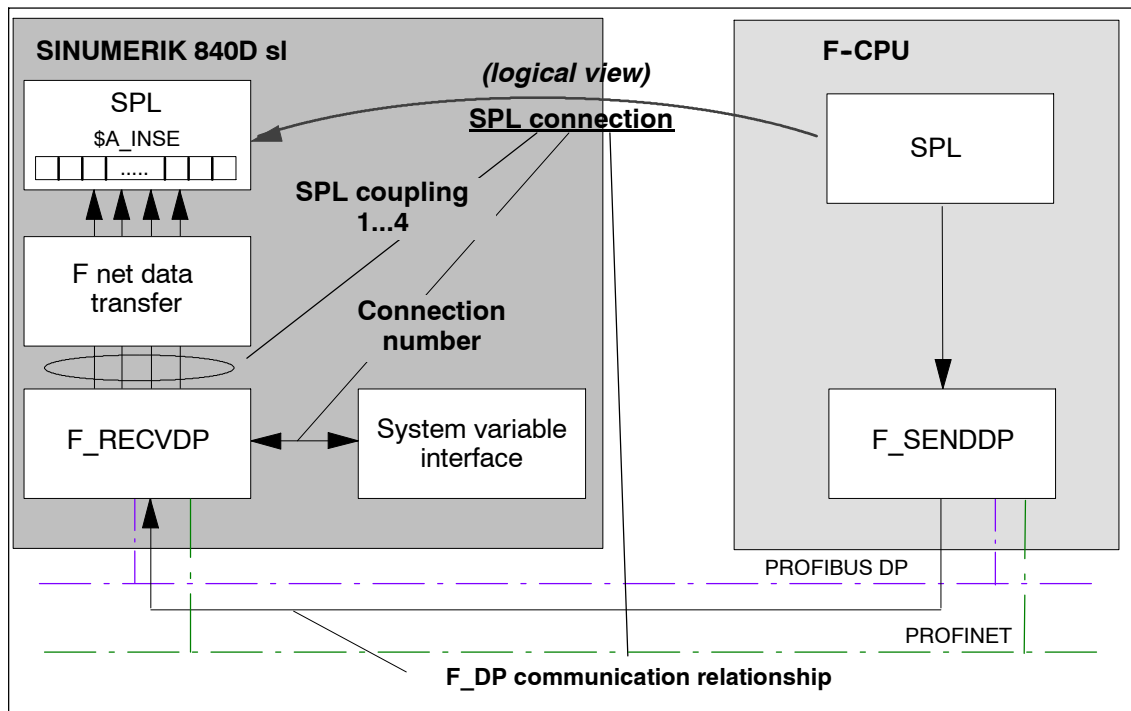 SINUMERIK 840D sl
F-CPU
(logical view)
SPL connection
SPL
$A_INSE
.....
SPL
SPL coupling
1...4
F net data
transfer
Connection
number
F_RECVDP
System variable
interface
F_SENDDP
PROFIBUS DP
PROFINET
F_DP communication relationship